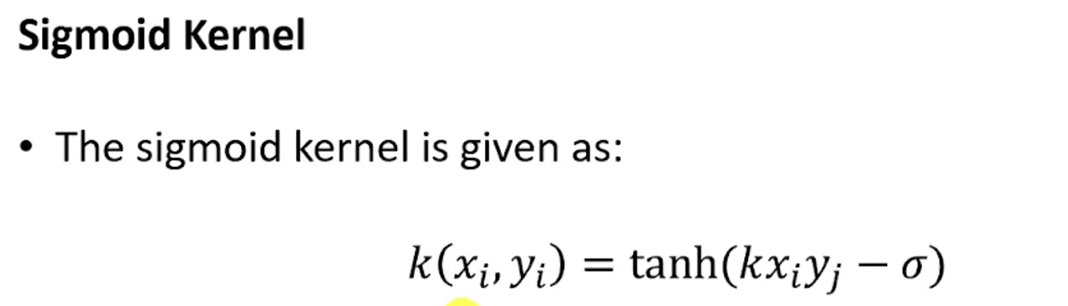 Sigmoid Kernel
• The sigmoid kernel is given as:
k(xᵢ, yᵢ) = tanh(kxᵢyⱼ − σ)